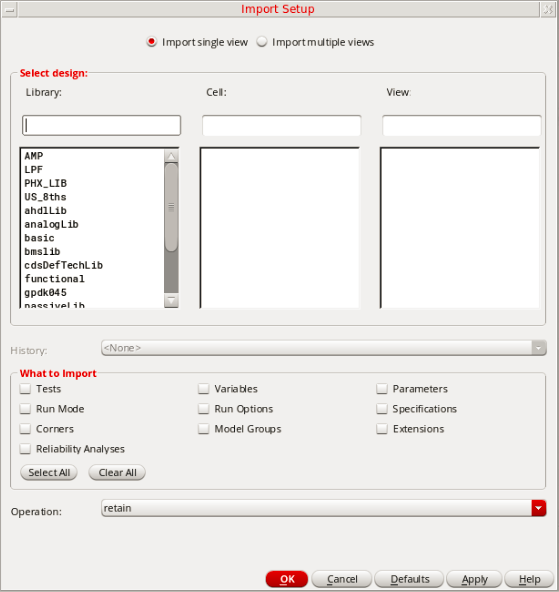 Import Setup
Import single view Import multiple views
Select design:
Library: Cell: View:
AMP
LPF
PHX_LIB
US_8ths
ahdlLib
analogLib
basic
bmslib
cdsDefTechLib
functional
gpdk045
passiveLib
History: <None>
What to Import
Tests Variables Parameters
Run Mode Run Options Specifications
Corners Model Groups Extensions
Reliability Analyses
Select All Clear All
Operation: retain
OK Cancel Defaults Apply Help